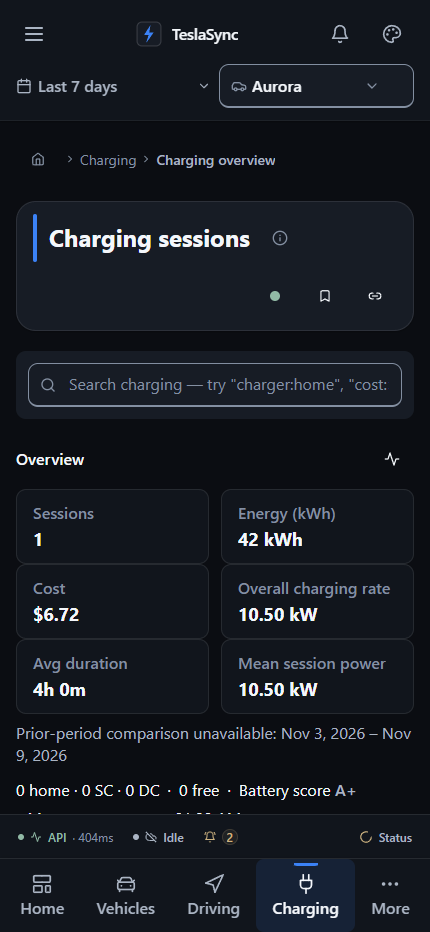 TeslaSync
Last 7 days
Aurora
Charging
Charging overview
Charging sessions
Search charging — try "charger:home", "cost:
Overview
Sessions
1
Energy (kWh)
42 kWh
Cost
$6.72
Overall charging rate
10.50 kW
Avg duration
4h 0m
Mean session power
10.50 kW
Prior-period comparison unavailable: Nov 3, 2026 – Nov
9, 2026
0 home · 0 SC · 0 DC · 0 free · Battery score A+
API · 404ms
Idle
2
Status
Home
Vehicles
Driving
Charging
More